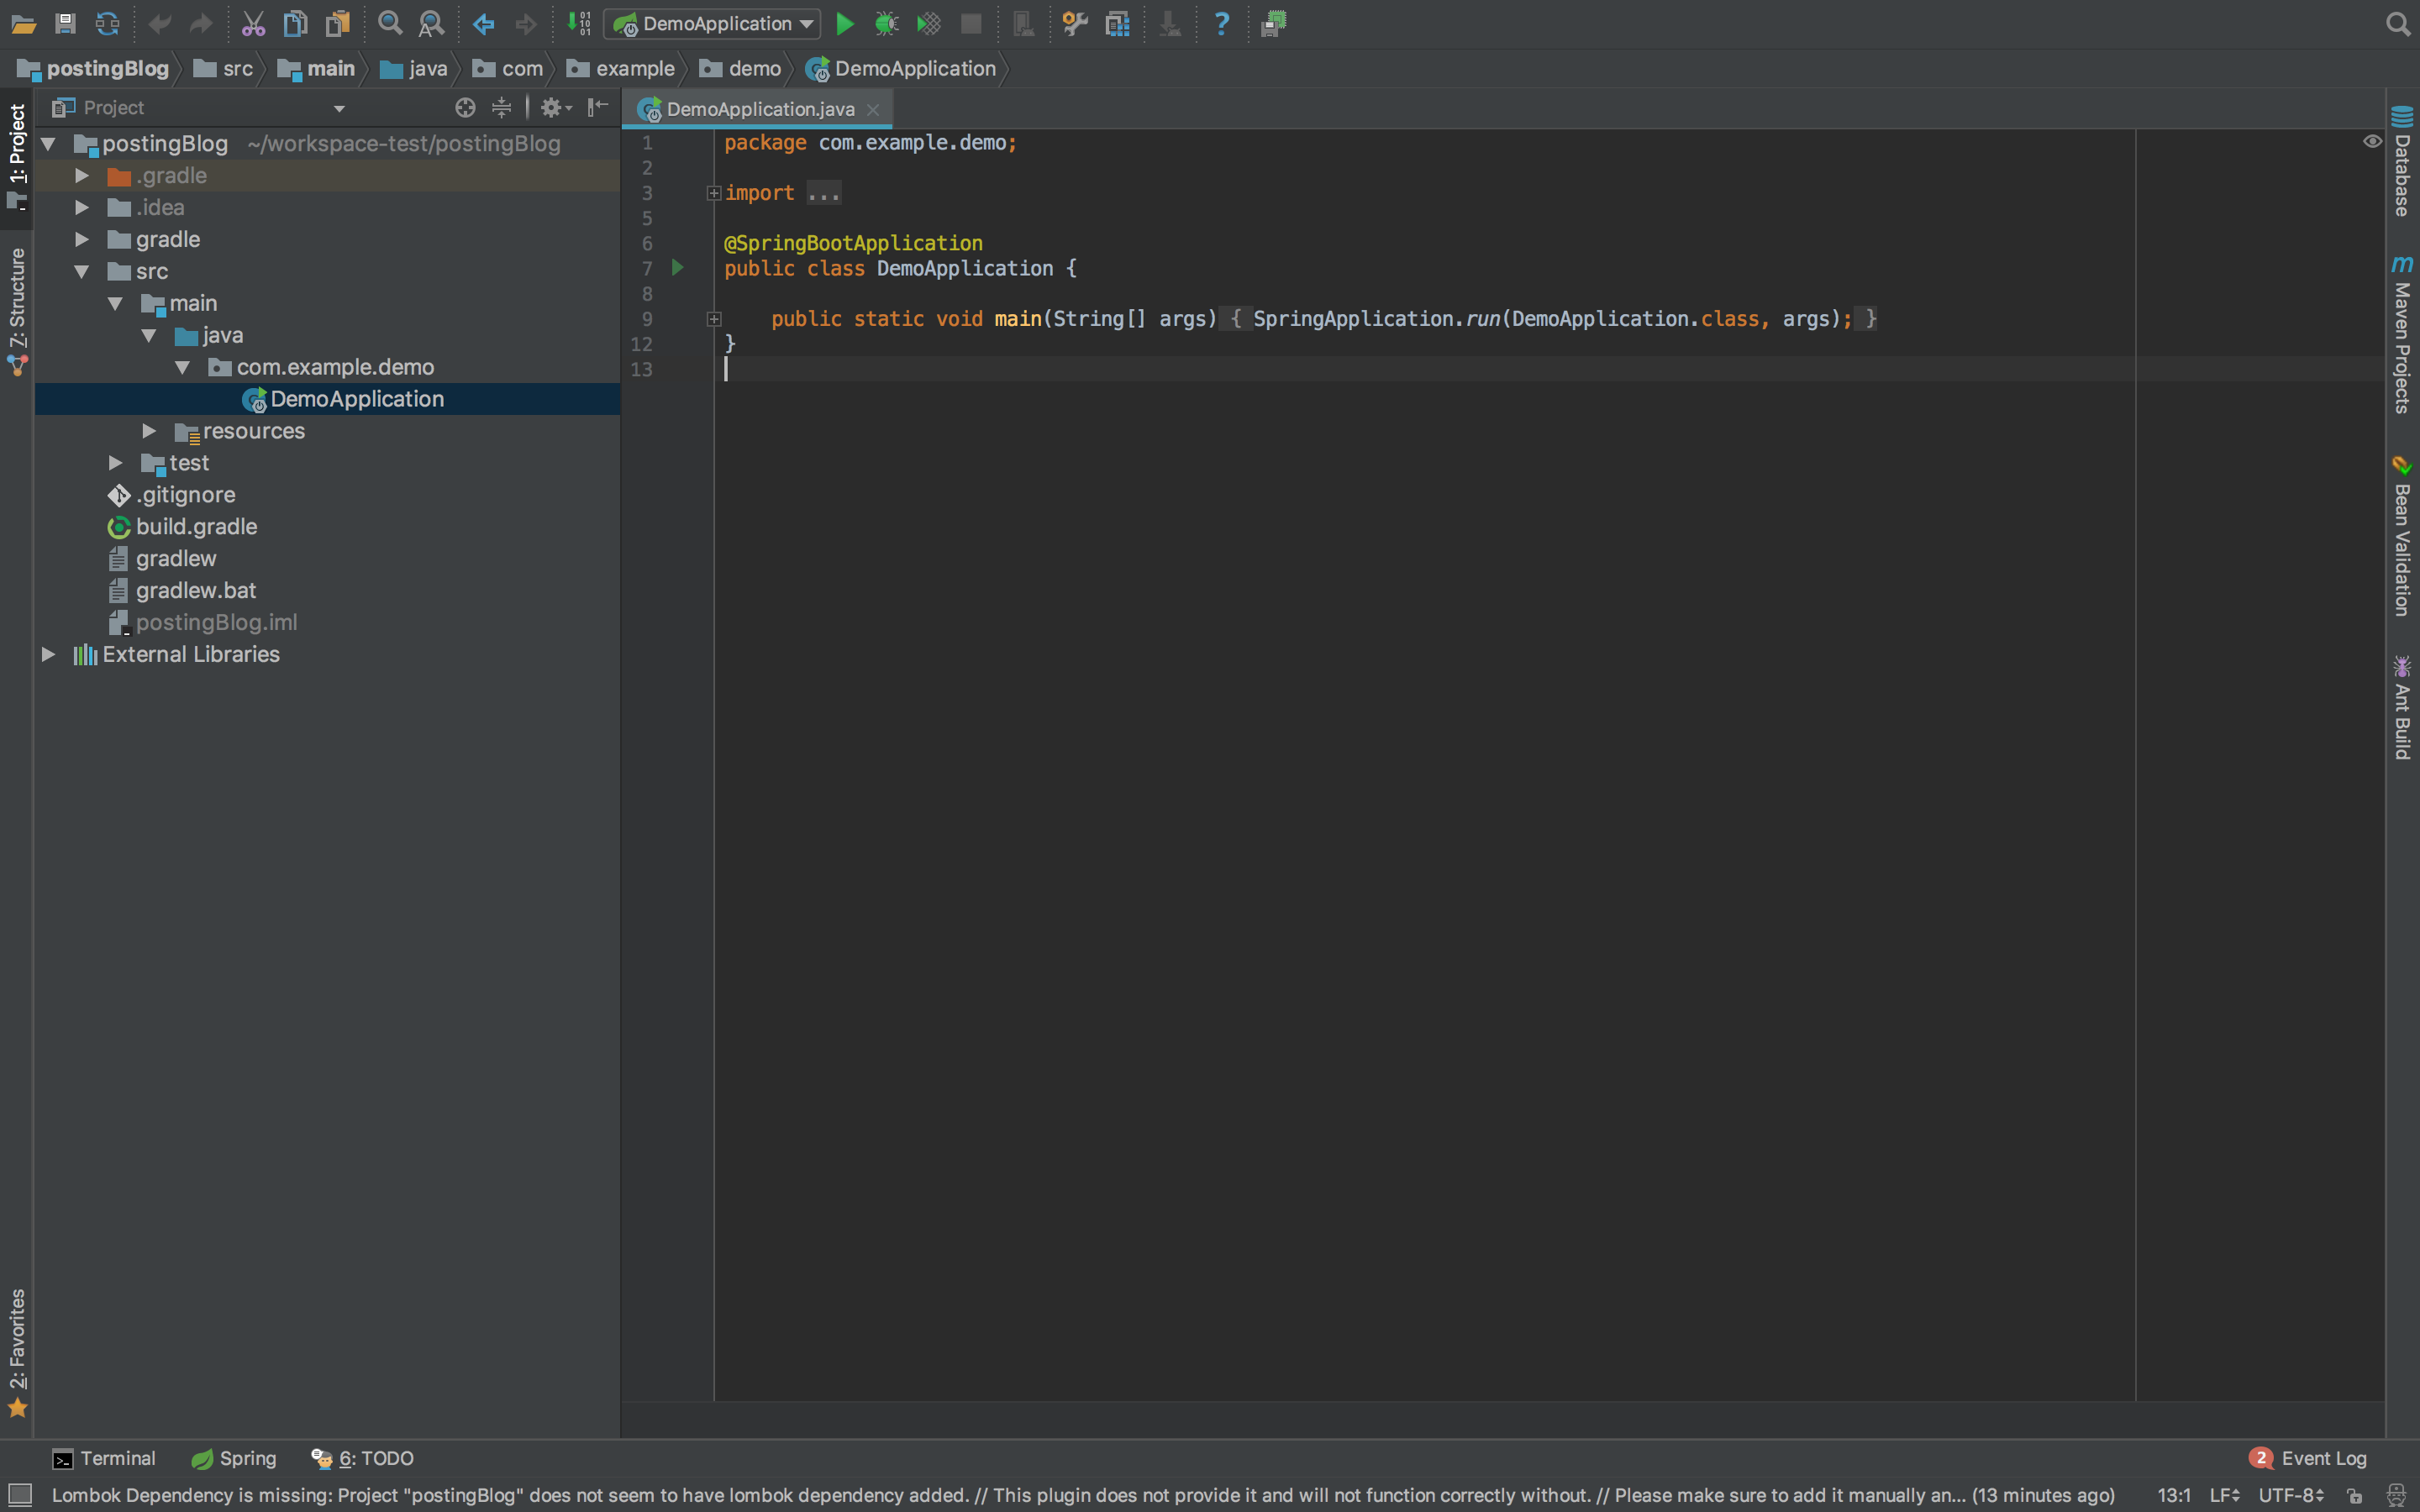 DemoApplication
postingBlog src main java com example demo DemoApplication
1: Project
7: Structure
2: Favorites
Project
postingBlog ~/workspace-test/postingBlog
.gradle
.idea
gradle
src
main
java
com.example.demo
DemoApplication
resources
test
.gitignore
build.gradle
gradlew
gradlew.bat
postingBlog.iml
External Libraries
DemoApplication.java
1 package com.example.demo;
2
3 import ...
5
6 @SpringBootApplication
7 public class DemoApplication {
8
9 public static void main(String[] args) { SpringApplication.run(DemoApplication.class, args); }
12 }
13
Database
Maven Projects
Bean Validation
Ant Build
Terminal Spring 6: TODO 2 Event Log
Lombok Dependency is missing: Project "postingBlog" does not seem to have lombok dependency added. // This plugin does not provide it and will not function correctly without. // Please make sure to add it manually an... (13 minutes ago) 13:1 LF UTF-8